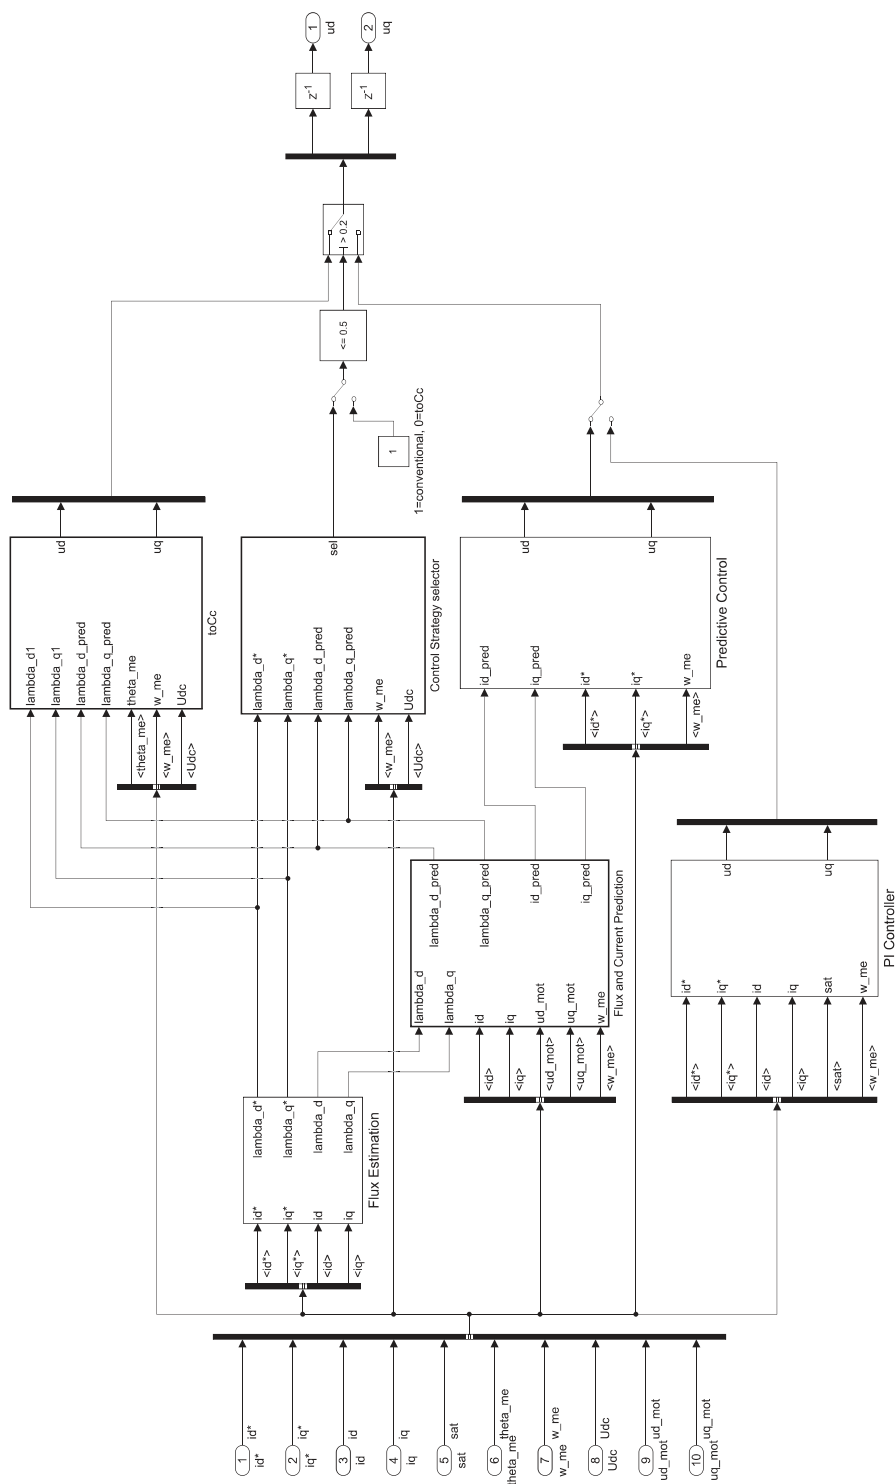 1
ud
2
uq
z-1
z-1
> 0.2
<= 0.5
1
1=conventional, 0=toCc
ud
uq
lambda_d1
lambda_q1
lambda_d_pred
lambda_q_pred
theta_me
w_me
Udc
toCc
<theta_me>
<w_me>
<Udc>
sel
lambda_d*
lambda_q*
lambda_d_pred
lambda_q_pred
w_me
Udc
Control Strategy selector
<w_me>
<Udc>
ud
uq
id_pred
iq_pred
id*
iq*
w_me
Predictive Control
<id*>
<iq*>
<w_me>
lambda_d_pred
lambda_q_pred
id_pred
iq_pred
lambda_d
lambda_q
id
iq
ud_mot
uq_mot
w_me
Flux and Current Prediction
<id>
<iq>
<ud_mot>
<uq_mot>
<w_me>
ud
uq
id*
iq*
id
iq
sat
w_me
PI Controller
<id*>
<iq*>
<id>
<iq>
<sat>
<w_me>
lambda_d*
lambda_q*
lambda_d
lambda_q
id*
iq*
id
iq
Flux Estimation
<id*>
<iq*>
<id>
<iq>
id*
1
id*
iq*
2
iq*
id
3
id
iq
4
iq
sat
5
sat
theta_me
6
theta_me
w_me
7
w_me
Udc
8
Udc
ud_mot
9
ud_mot
uq_mot
10
uq_mot